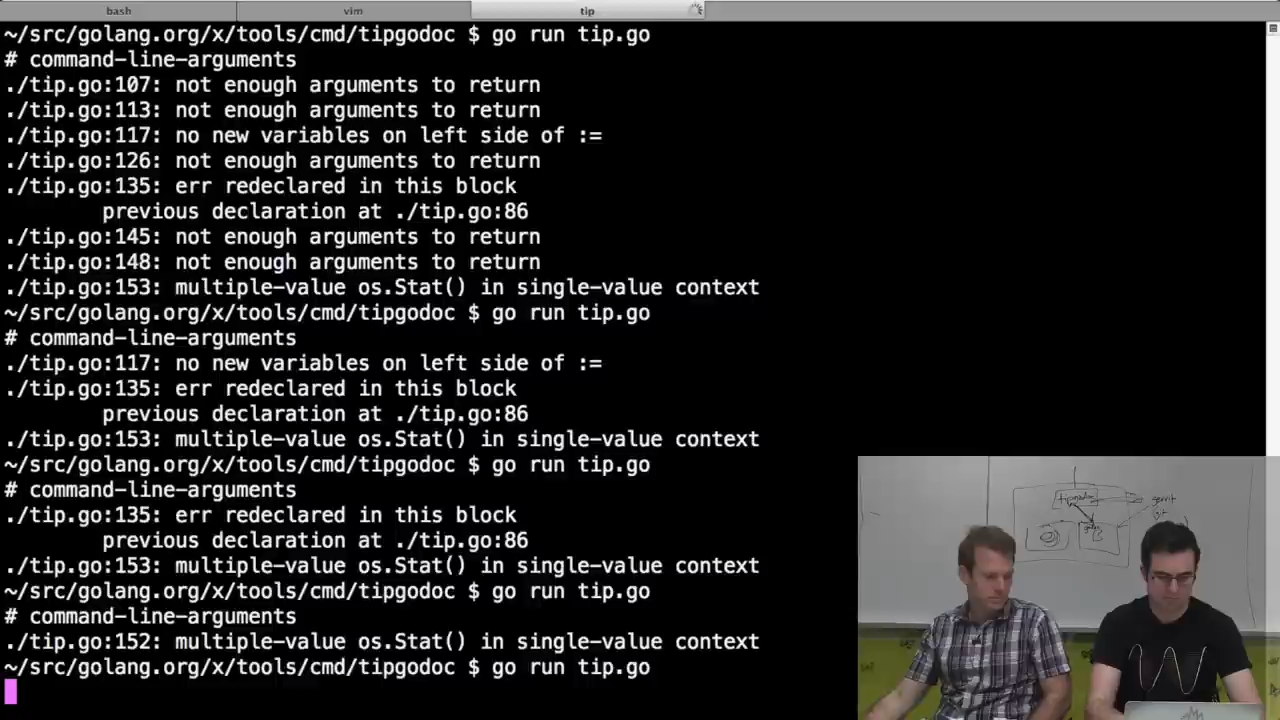 bash vim tip
~/src/golang.org/x/tools/cmd/tipgodoc $ go run tip.go
# command-line-arguments
./tip.go:107: not enough arguments to return
./tip.go:113: not enough arguments to return
./tip.go:117: no new variables on left side of :=
./tip.go:126: not enough arguments to return
./tip.go:135: err redeclared in this block
previous declaration at ./tip.go:86
./tip.go:145: not enough arguments to return
./tip.go:148: not enough arguments to return
./tip.go:153: multiple-value os.Stat() in single-value context
~/src/golang.org/x/tools/cmd/tipgodoc $ go run tip.go
# command-line-arguments
./tip.go:117: no new variables on left side of :=
./tip.go:135: err redeclared in this block
previous declaration at ./tip.go:86
./tip.go:153: multiple-value os.Stat() in single-value context
~/src/golang.org/x/tools/cmd/tipgodoc $ go run tip.go
# command-line-arguments
./tip.go:135: err redeclared in this block
previous declaration at ./tip.go:86
./tip.go:153: multiple-value os.Stat() in single-value context
~/src/golang.org/x/tools/cmd/tipgodoc $ go run tip.go
# command-line-arguments
./tip.go:152: multiple-value os.Stat() in single-value context
~/src/golang.org/x/tools/cmd/tipgodoc $ go run tip.go